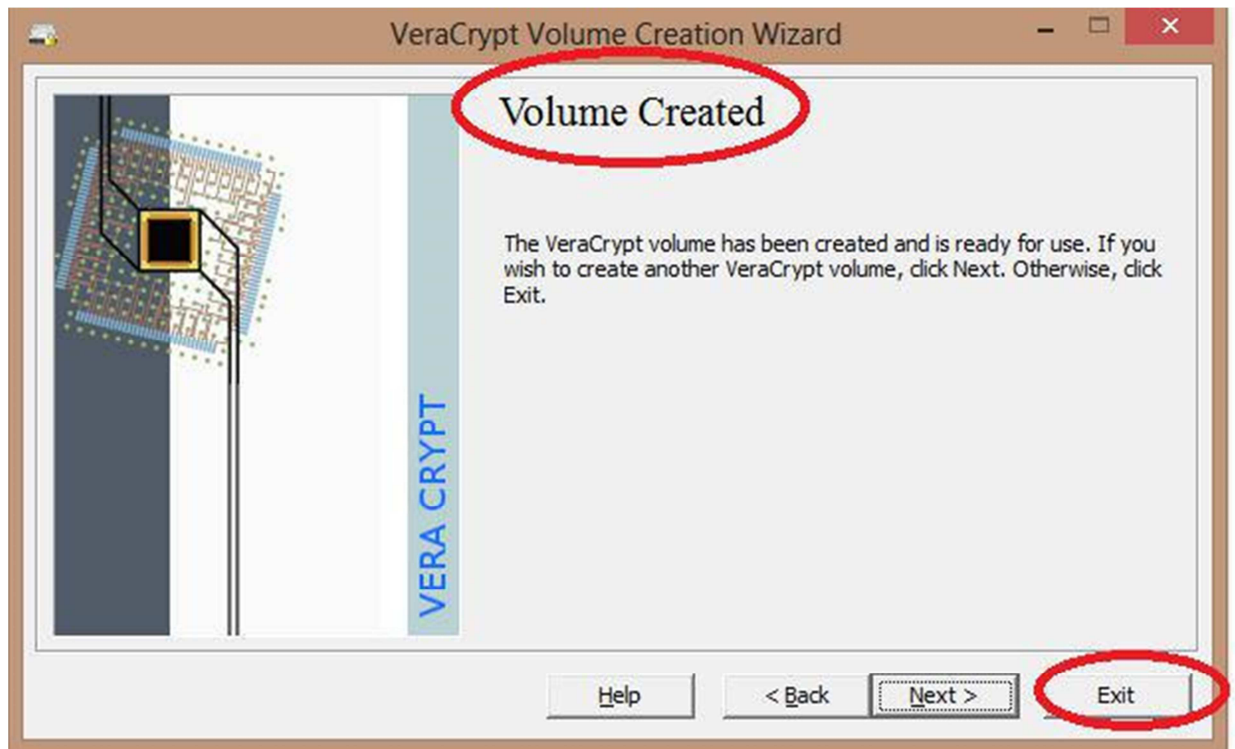 VeraCrypt Volume Creation Wizard
Volume Created
The VeraCrypt volume has been created and is ready for use. If you
wish to create another VeraCrypt volume, click Next. Otherwise, click
Exit.
VERA CRYPT
Help
< Back
Next >
Exit